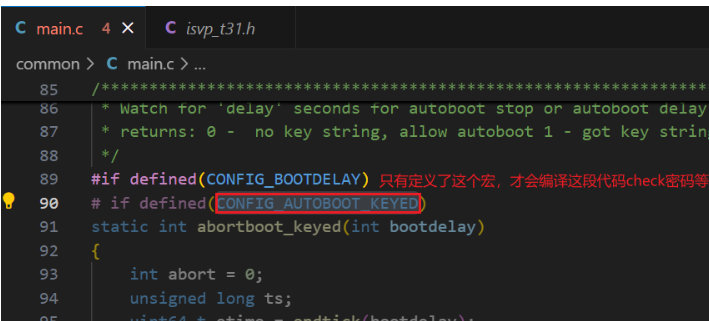 C main.c 4 × C isvp_t31.h
common > C main.c > ...
85 /***************************************************************
86 * Watch for 'delay' seconds for autoboot stop or autoboot delay
87 * returns: 0 - no key string, allow autoboot 1 - got key string
88 */
89 #if defined(CONFIG_BOOTDELAY) 只有定义了这个宏，才会编译这段代码check密码等
90 # if defined(CONFIG_AUTOBOOT_KEYED)
91 static int abortboot_keyed(int bootdelay)
92 {
93 int abort = 0;
94 unsigned long ts;
95 uint64_t etime = endtick(bootdelay);